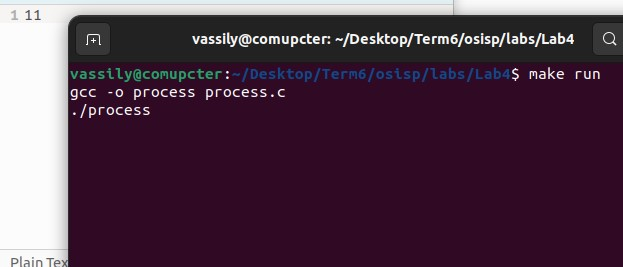 1 11
vassily@comupcter: ~/Desktop/Term6/osisp/labs/Lab4
vassily@comupcter:~/Desktop/Term6/osisp/labs/Lab4$ make run
gcc -o process process.c
./process
Plain Tex